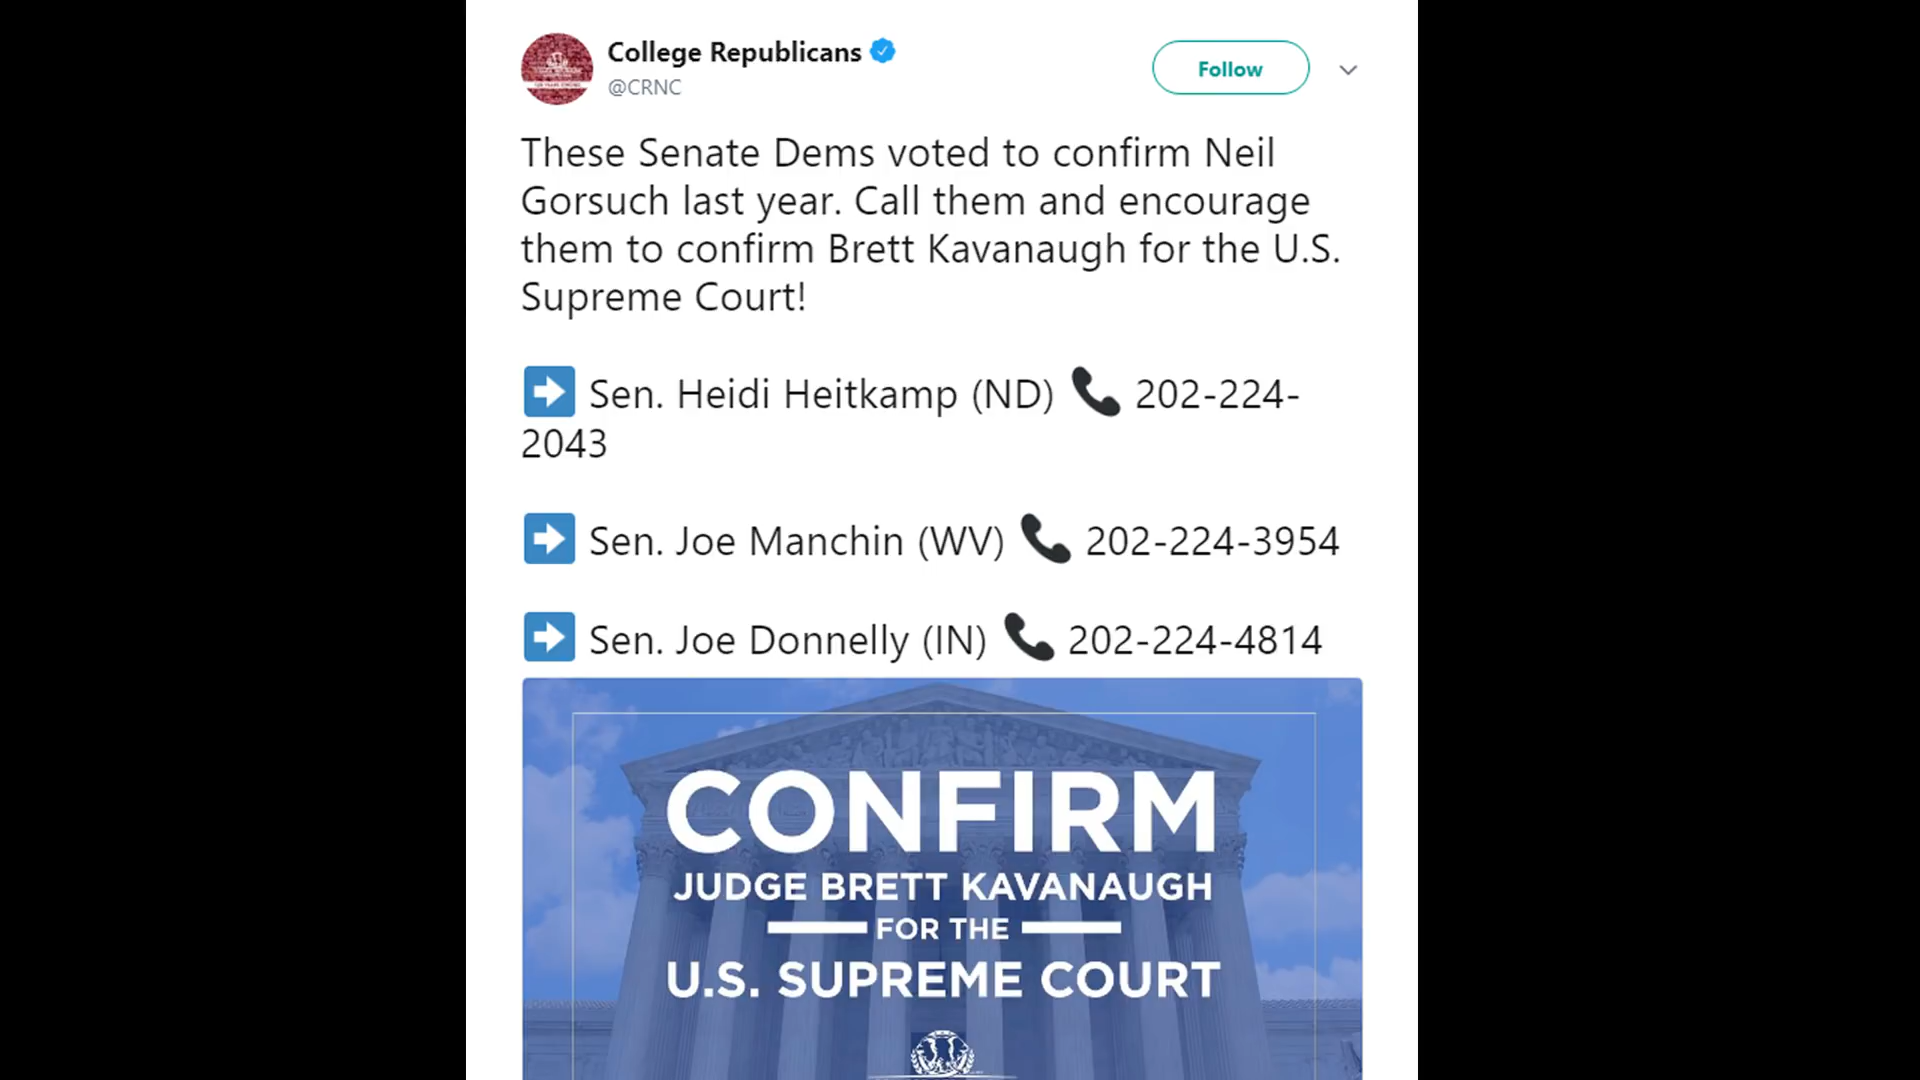 College Republicans
@CRNC
Follow
These Senate Dems voted to confirm Neil
Gorsuch last year. Call them and encourage
them to confirm Brett Kavanaugh for the U.S.
Supreme Court!
➡️ Sen. Heidi Heitkamp (ND) 📞 202-224-
2043
➡️ Sen. Joe Manchin (WV) 📞 202-224-3954
➡️ Sen. Joe Donnelly (IN) 📞 202-224-4814
CONFIRM
JUDGE BRETT KAVANAUGH
FOR THE
U.S. SUPREME COURT